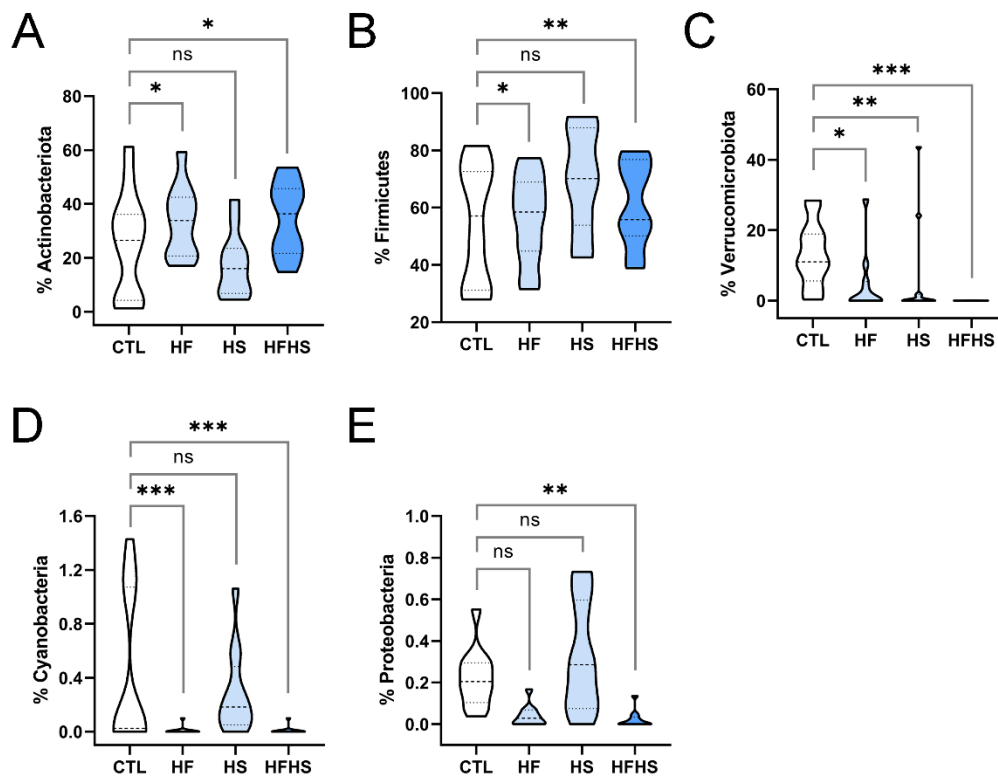 A
*
ns
*
% Actinobacteriota
80
60
40
20
0
CTL HF HS HFHS
B
**
ns
*
% Firmicutes
100
80
60
40
20
CTL HF HS HFHS
C
***
**
*
% Verrucomicrobiota
60
40
20
0
CTL HF HS HFHS
D
***
ns
***
% Cyanobacteria
1.6
1.2
0.8
0.4
0.0
CTL HF HS HFHS
E
**
ns
ns
% Proteobacteria
1.0
0.8
0.6
0.4
0.2
0.0
CTL HF HS HFHS